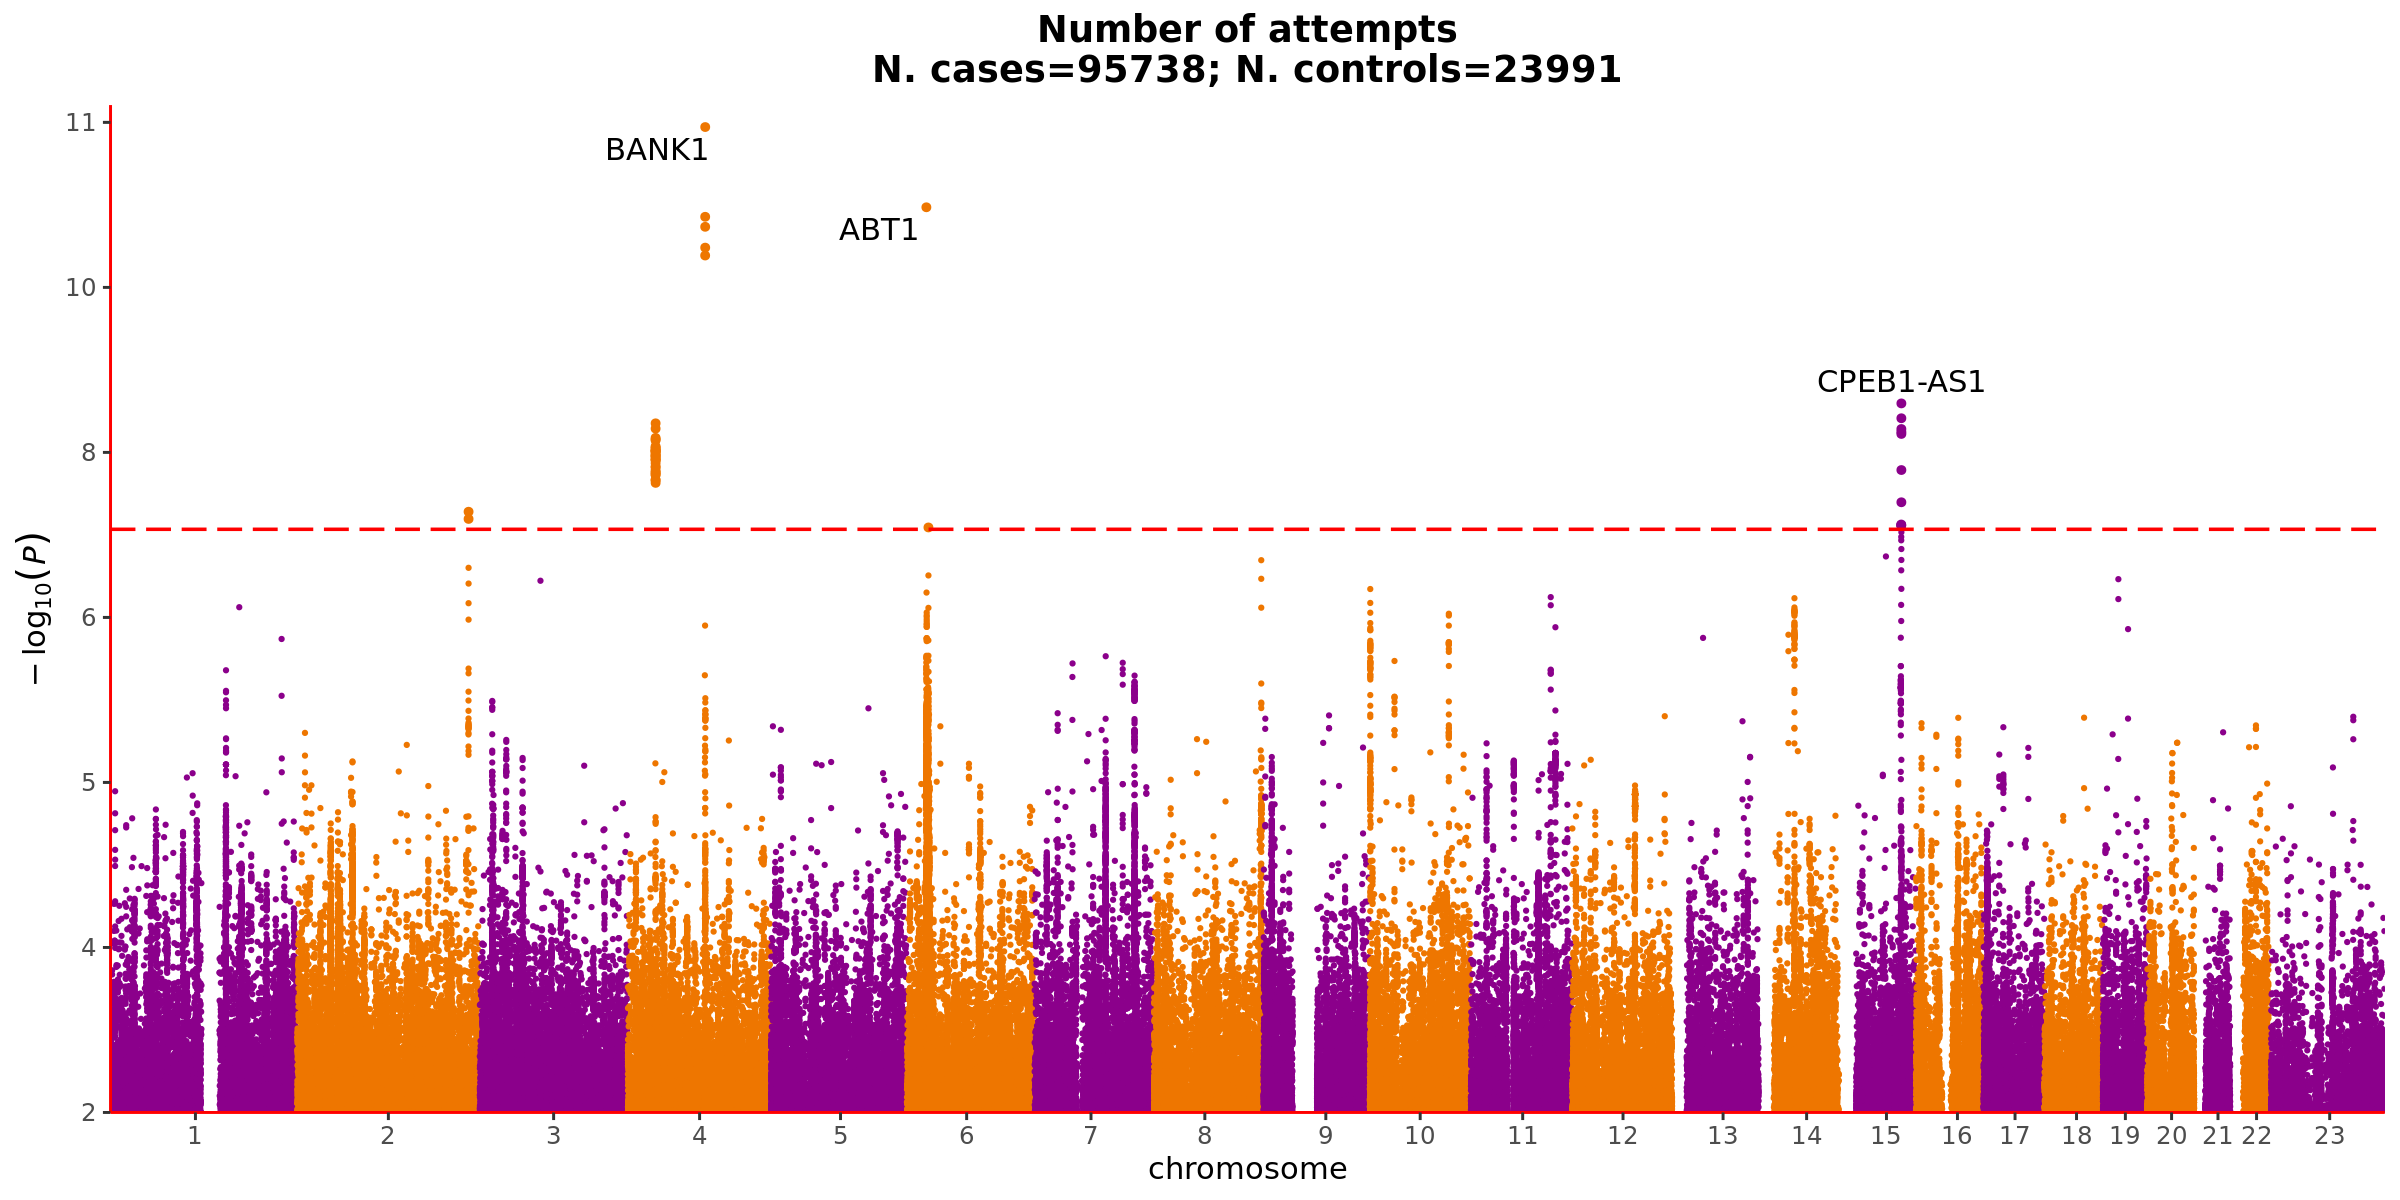 Number of attempts
N. cases=95738; N. controls=23991
11
BANK1
ABT1
10
CPEB1-AS1
8
6
5
4
2
− log10(P)
1 2 3 4 5 6 7 8 9 10 11 12 13 14 15 16 17 18 19 20 21 22 23
chromosome